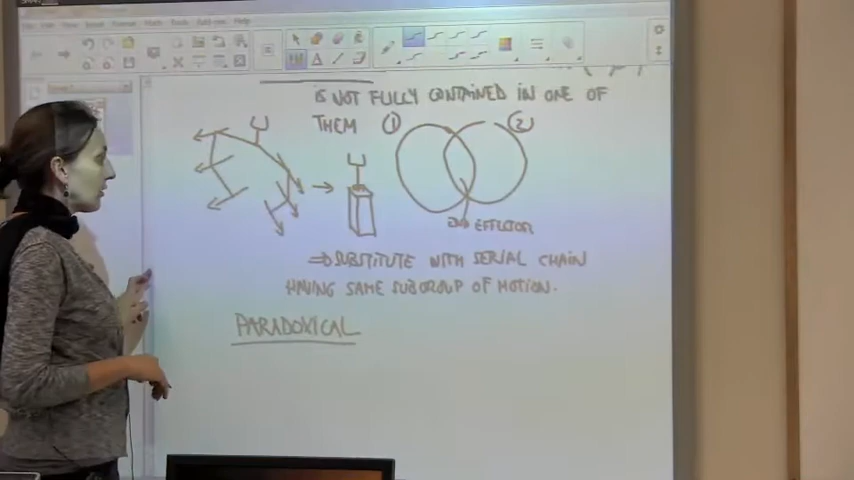 IS NOT FULLY CONTAINED IN ONE OF
THEM ① ②
END EFFECTOR
⇒ SUBSTITUTE WITH SERIAL CHAIN
HAVING SAME SUBGROUP OF MOTION.
PARADOXICAL